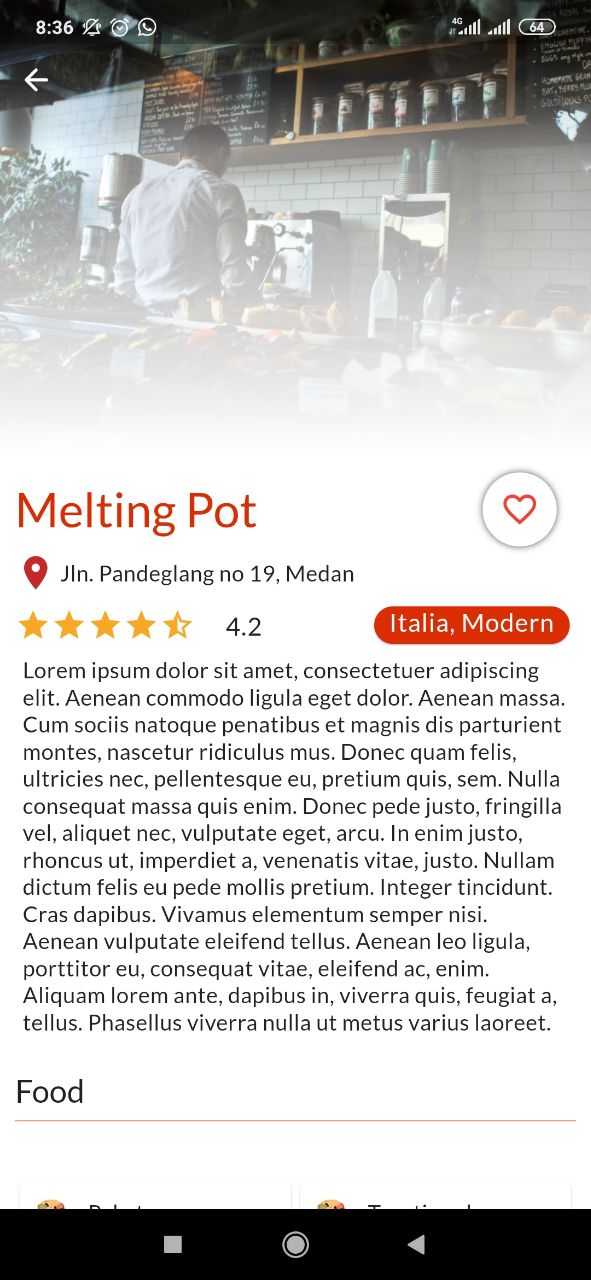 8:36
4G
64
Melting Pot
Jln. Pandeglang no 19, Medan
4.2
Italia, Modern
Lorem ipsum dolor sit amet, consectetuer adipiscing
elit. Aenean commodo ligula eget dolor. Aenean massa.
Cum sociis natoque penatibus et magnis dis parturient
montes, nascetur ridiculus mus. Donec quam felis,
ultricies nec, pellentesque eu, pretium quis, sem. Nulla
consequat massa quis enim. Donec pede justo, fringilla
vel, aliquet nec, vulputate eget, arcu. In enim justo,
rhoncus ut, imperdiet a, venenatis vitae, justo. Nullam
dictum felis eu pede mollis pretium. Integer tincidunt.
Cras dapibus. Vivamus elementum semper nisi.
Aenean vulputate eleifend tellus. Aenean leo ligula,
porttitor eu, consequat vitae, eleifend ac, enim.
Aliquam lorem ante, dapibus in, viverra quis, feugiat a,
tellus. Phasellus viverra nulla ut metus varius laoreet.
Food